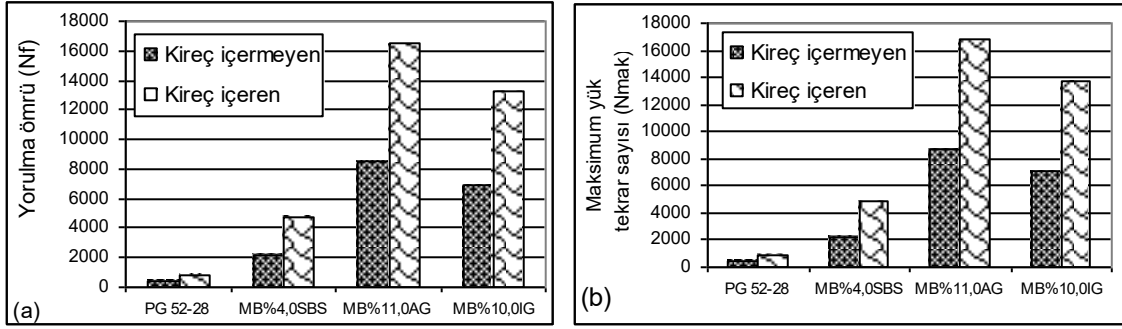 Yorulma ömrü (Nf)
18000
16000
14000
12000
10000
8000
6000
4000
2000
0
Kireç içermeyen
Kireç içeren
PG 52-28
MB%4,0SBS
MB%11,0AG
MB%10,0IG
(a)
Maksimum yük
tekrar sayısı (Nmak)
18000
16000
14000
12000
10000
8000
6000
4000
2000
0
Kireç içermeyen
Kireç içeren
PG 52-28
MB%4,0SBS
MB%11,0AG
MB%10,0IG
(b)